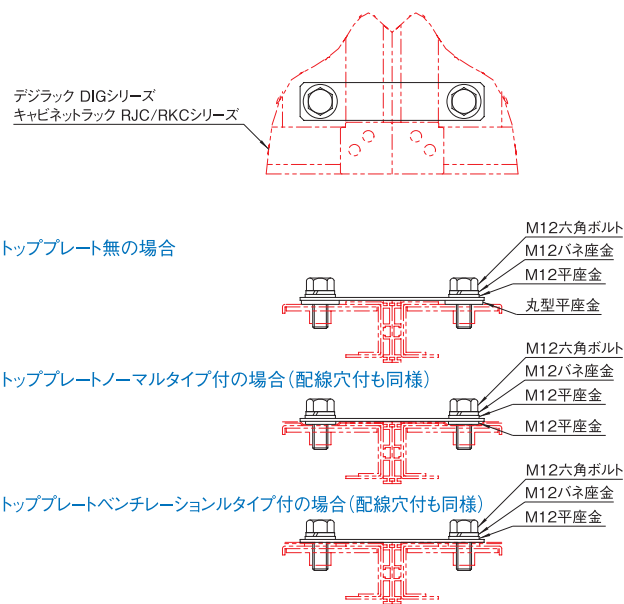 デジラック DIGシリーズ
キャビネットラック RJC/RKCシリーズ
トッププレート無の場合
M12六角ボルト
M12バネ座金
M12平座金
丸型平座金
トッププレートノーマルタイプ付の場合(配線穴付も同様)
M12六角ボルト
M12バネ座金
M12平座金
M12平座金
トッププレートベンチレーションルタイプ付の場合(配線穴付も同様)
M12六角ボルト
M12バネ座金
M12平座金